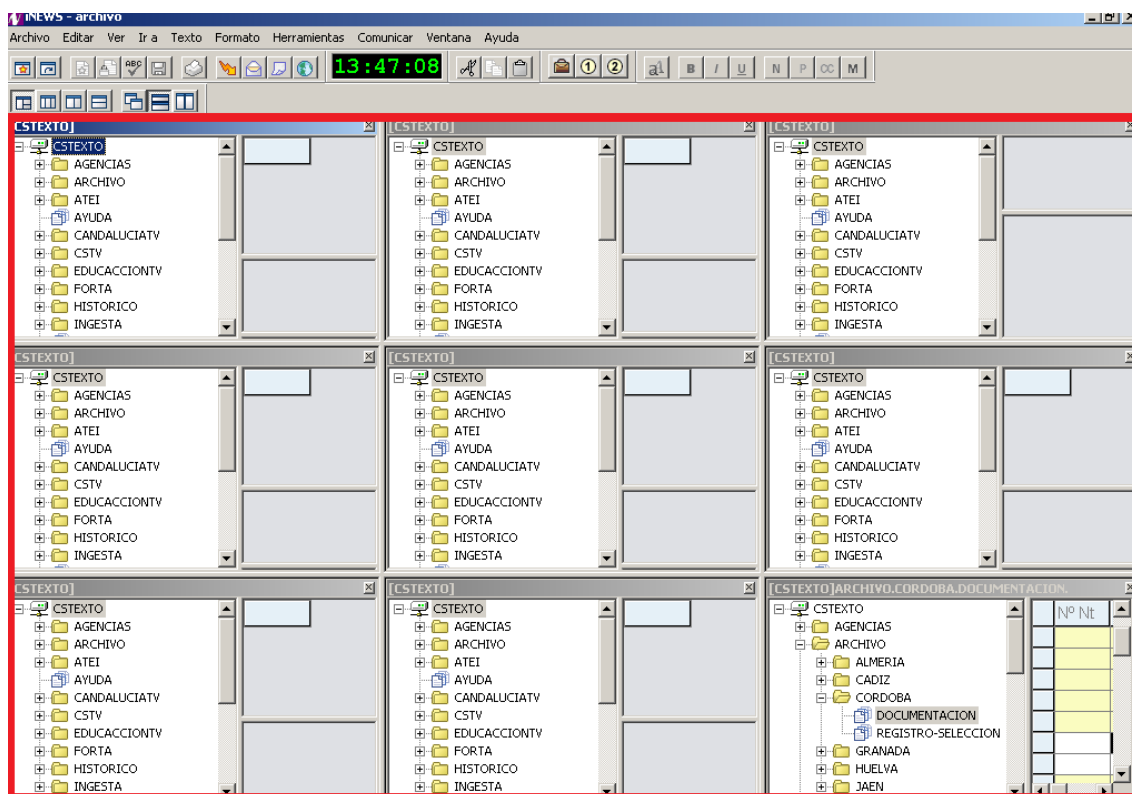 iNEWS - archivo
Archivo Editar Ver Ir a Texto Formato Herramientas Comunicar Ventana Ayuda
ABC 13:47:08 1 2 al B I U N P CC M
CSTEXTO] [CSTEXTO] [CSTEXTO]
CSTEXTO CSTEXTO CSTEXTO
AGENCIAS AGENCIAS AGENCIAS
ARCHIVO ARCHIVO ARCHIVO
ATEI ATEI ATEI
AYUDA AYUDA AYUDA
CANDALUCIATV CANDALUCIATV CANDALUCIATV
CSTV CSTV CSTV
EDUCACCIONTV EDUCACCIONTV EDUCACCIONTV
FORTA FORTA FORTA
HISTORICO HISTORICO HISTORICO
INGESTA INGESTA INGESTA
CSTEXTO] [CSTEXTO] [CSTEXTO]
CSTEXTO CSTEXTO CSTEXTO
AGENCIAS AGENCIAS AGENCIAS
ARCHIVO ARCHIVO ARCHIVO
ATEI ATEI ATEI
AYUDA AYUDA AYUDA
CANDALUCIATV CANDALUCIATV CANDALUCIATV
CSTV CSTV CSTV
EDUCACCIONTV EDUCACCIONTV EDUCACCIONTV
FORTA FORTA FORTA
HISTORICO HISTORICO HISTORICO
INGESTA INGESTA INGESTA
CSTEXTO] [CSTEXTO] [CSTEXTO]ARCHIVO.CORDOBA.DOCUMENTACION.
CSTEXTO CSTEXTO CSTEXTO Nº Nt
AGENCIAS AGENCIAS AGENCIAS
ARCHIVO ARCHIVO ARCHIVO
ATEI ATEI ALMERIA
AYUDA AYUDA CADIZ
CANDALUCIATV CANDALUCIATV CORDOBA
CSTV CSTV DOCUMENTACION
EDUCACCIONTV EDUCACCIONTV REGISTRO-SELECCION
FORTA FORTA GRANADA
HISTORICO HISTORICO HUELVA
INGESTA INGESTA JAEN